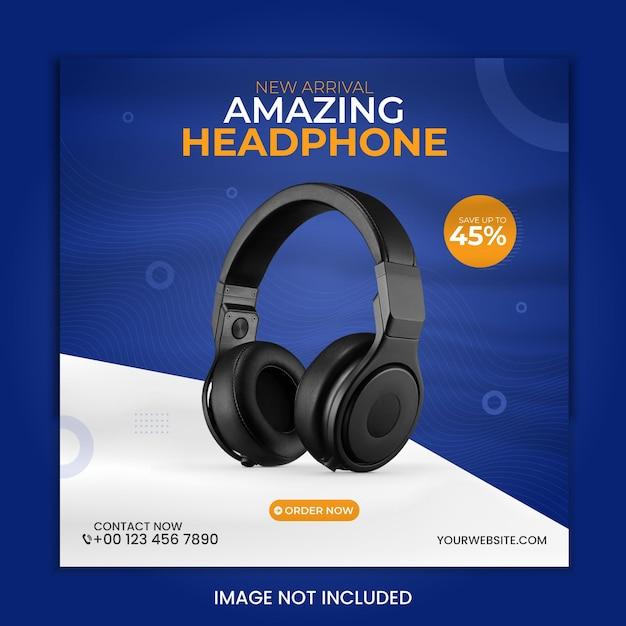 NEW ARRIVAL
AMAZING
HEADPHONE
SAVE UP TO
45%
ORDER NOW
CONTACT NOW
+00 123 456 7890
YOURWEBSITE.COM
IMAGE NOT INCLUDED